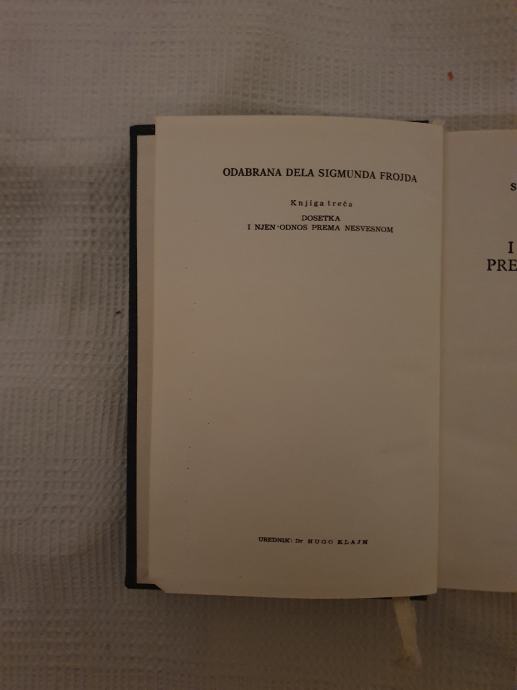 ODABRANA DELA SIGMUNDA FROJDA
Knjiga treća
DOSETKA
I NJEN ODNOS PREMA NESVESNOM
UREDNIK: Dr HUGO KLAJN
S
I
PRE